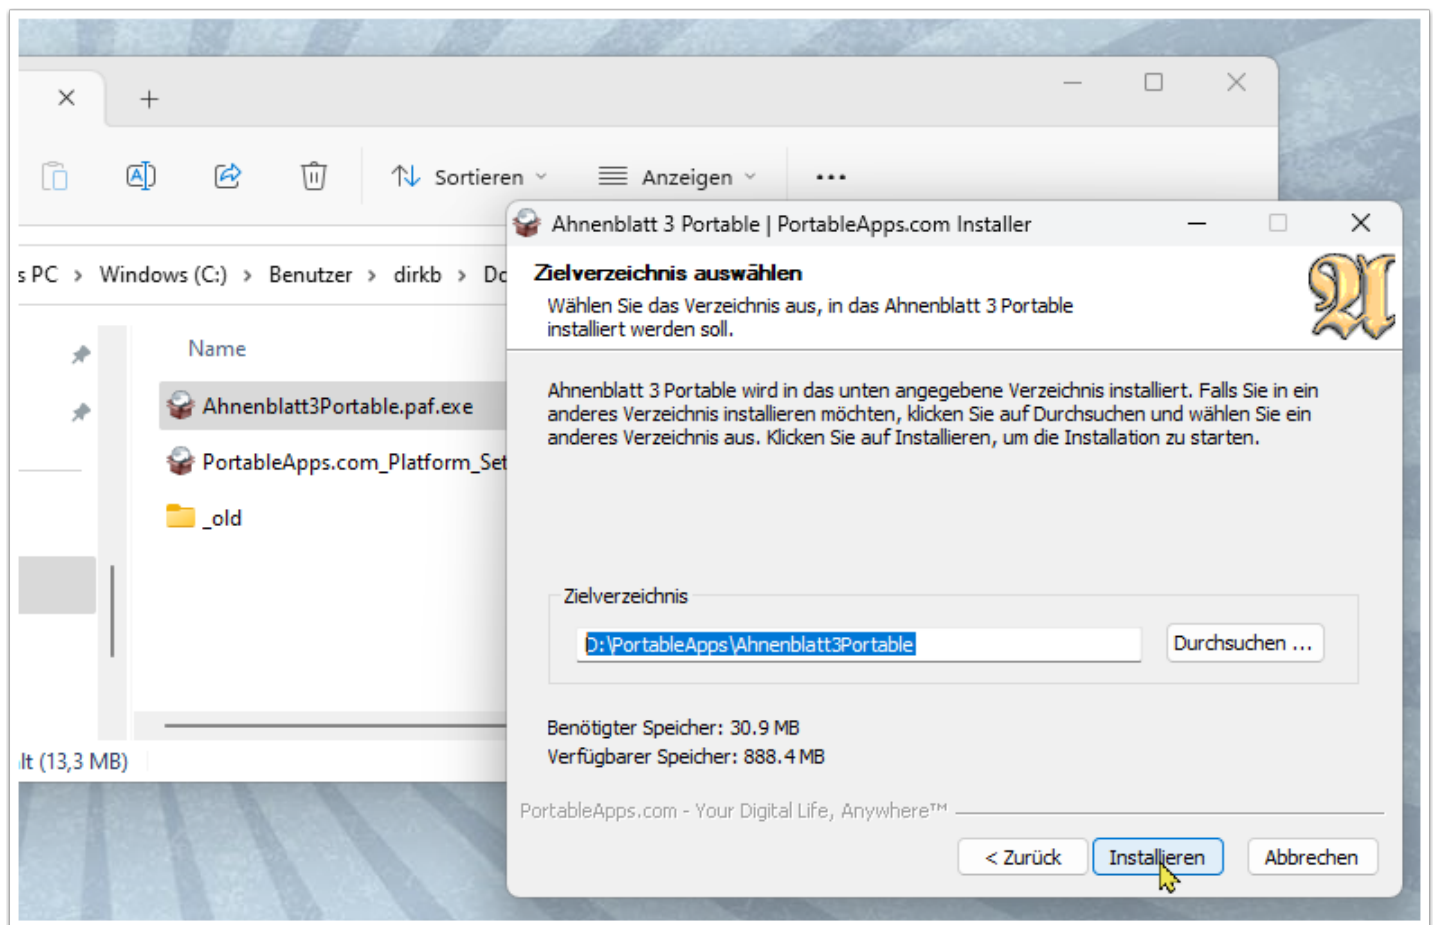 Sortieren
Anzeigen
Ahnenblatt 3 Portable | PortableApps.com Installer
s PC > Windows (C:) > Benutzer > dirkb > Do
Zielverzeichnis auswählen
Wählen Sie das Verzeichnis aus, in das Ahnenblatt 3 Portable
installiert werden soll.
Name
Ahnenblatt3Portable.paf.exe
PortableApps.com_Platform_Set
_old
lt (13,3 MB)
Ahnenblatt 3 Portable wird in das unten angegebene Verzeichnis installiert. Falls Sie in ein
anderes Verzeichnis installieren möchten, klicken Sie auf Durchsuchen und wählen Sie ein
anderes Verzeichnis aus. Klicken Sie auf Installieren, um die Installation zu starten.
Zielverzeichnis
D:\PortableApps\Ahnenblatt3Portable
Durchsuchen ...
Benötigter Speicher: 30.9 MB
Verfügbarer Speicher: 888.4 MB
PortableApps.com - Your Digital Life, Anywhere™
< Zurück
Installieren
Abbrechen